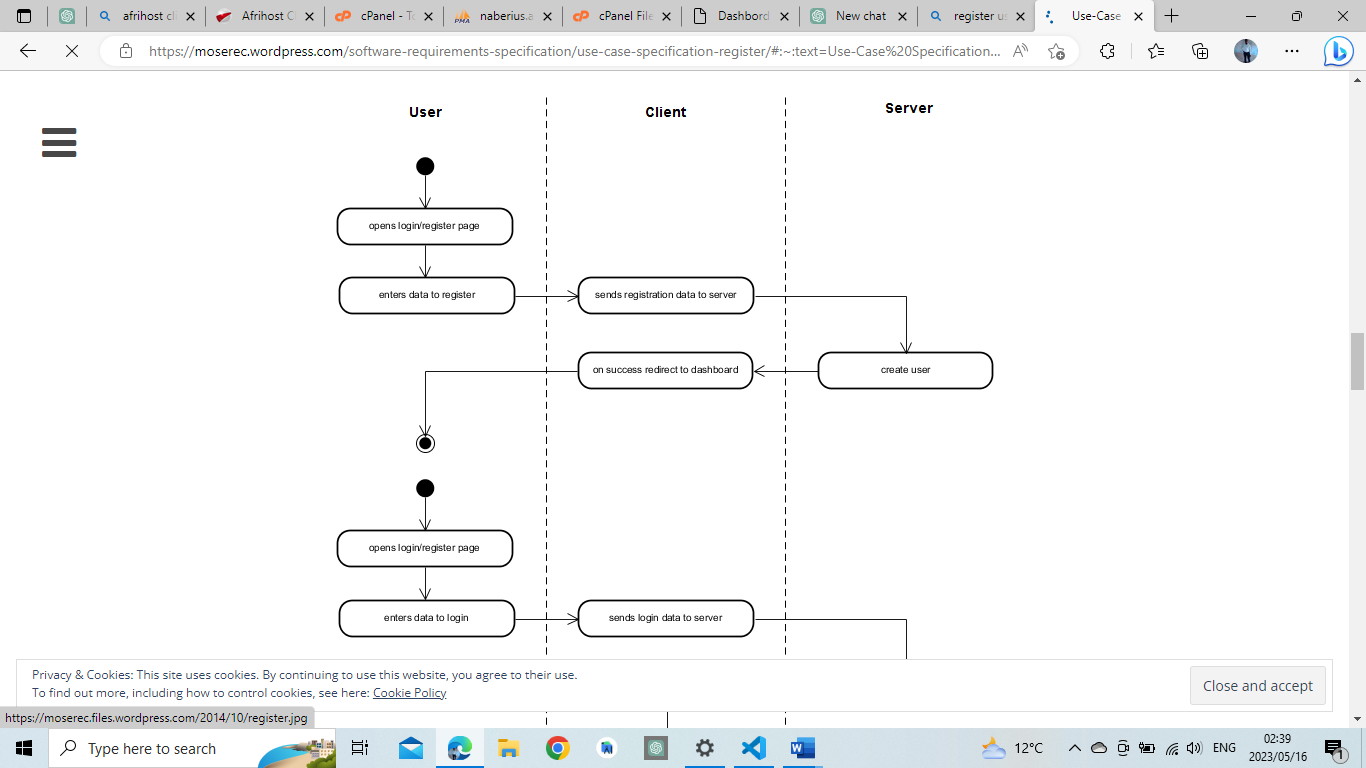 afrihost cli
Afrihost Cl
cPanel - To
naberius.a
cPanel File
Dashbord
New chat
register us
Use-Case
https://moserec.wordpress.com/software-requirements-specification/use-case-specification-register/#:~:text=Use-Case%20Specification...
User
Client
Server
opens login/register page
enters data to register
sends registration data to server
on success redirect to dashboard
create user
opens login/register page
enters data to login
sends login data to server
Privacy & Cookies: This site uses cookies. By continuing to use this website, you agree to their use.
To find out more, including how to control cookies, see here: Cookie Policy
Close and accept
https://moserec.files.wordpress.com/2014/10/register.jpg
Type here to search
12°C
ENG
02:39
2023/05/16
1